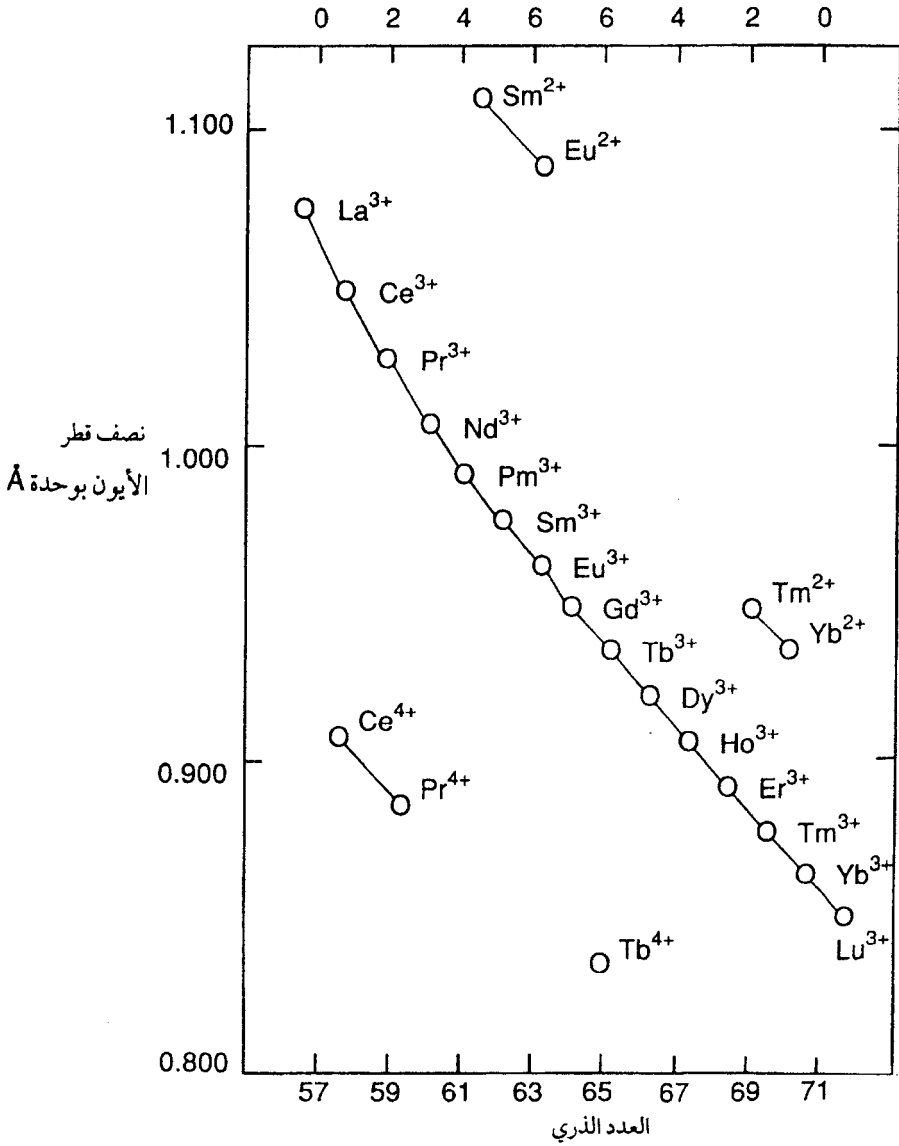 0 2 4 6 6 4 2 0
Sm²⁺
1.100
Eu²⁺
La³⁺
Ce³⁺
Pr³⁺
نصف قطر
Nd³⁺
1.000
الأيون بوحدة Å
Pm³⁺
Sm³⁺
Eu³⁺
Gd³⁺
Tm²⁺
Yb²⁺
Tb³⁺
Dy³⁺
Ce⁴⁺
Ho³⁺
0.900
Pr⁴⁺
Er³⁺
Tm³⁺
Yb³⁺
Tb⁴⁺
Lu³⁺
0.800
57 59 61 63 65 67 69 71
العدد الذري